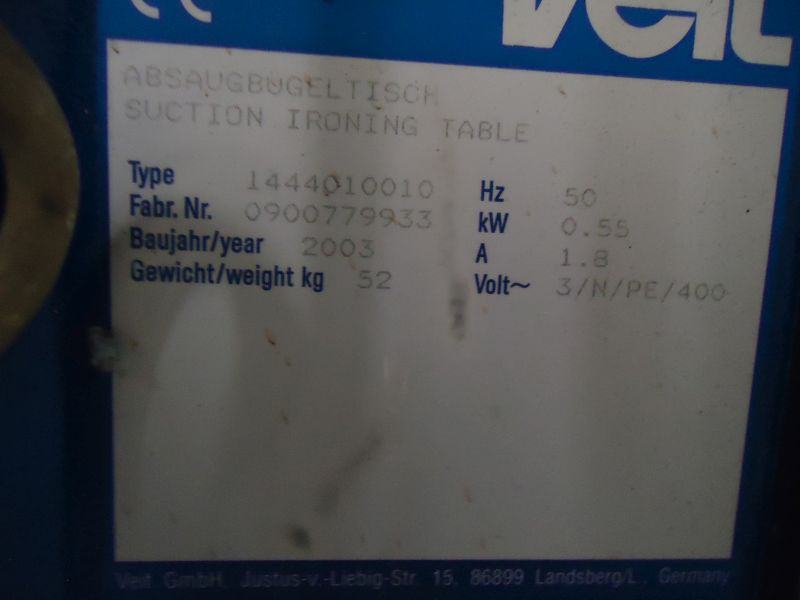 CE veit
ABSAUGBUGELTISCH
SUCTION IRONING TABLE
Type 1444010010 Hz 50
Fabr. Nr. 0900779933 kW 0.55
Baujahr/year 2003 A 1.8
Gewicht/weight kg 52 Volt~ 3/N/PE/400
Veit GmbH, Justus-v.-Liebig-Str. 15, 86899 Landsberg/L., Germany